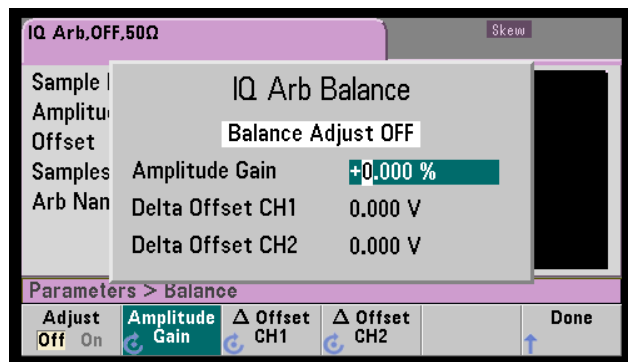 IQ Arb,OFF,50Ω
Skew
IQ Arb Balance
Balance Adjust OFF
Sample
Offset
Samples
Amplitude Gain +0.000 %
Arb
Delta Offset CH1 0.000 V
Delta Offset CH2 0.000 V
Parameters > Balance
Adjust Off On
Amplitude Gain
Δ Offset CH1
Δ Offset CH2
Done